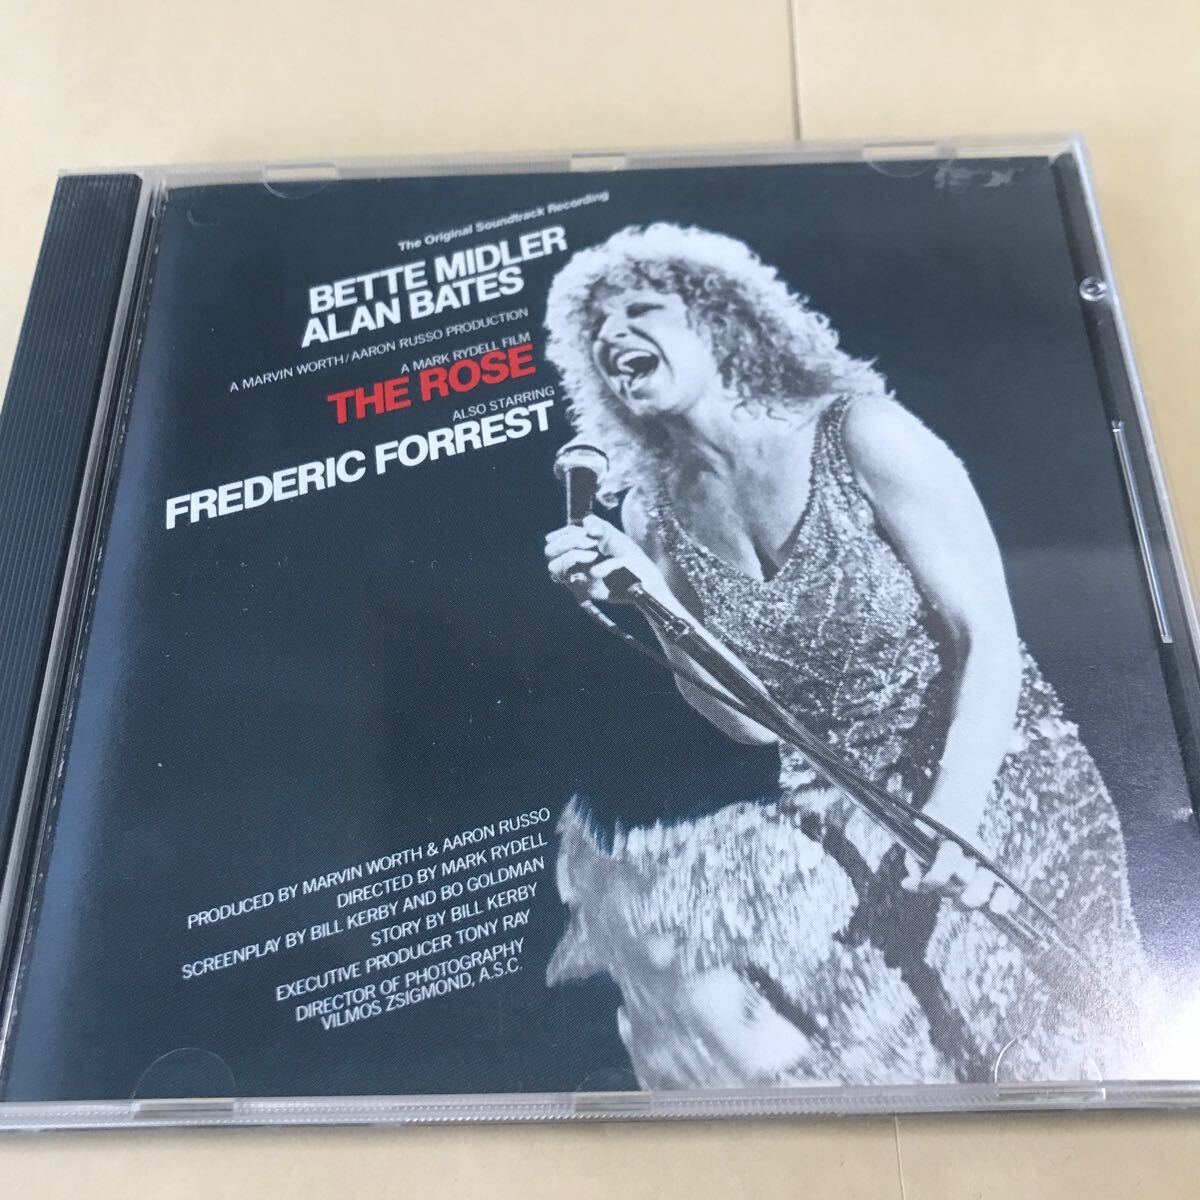 The Original Soundtrack Recording
BETTE MIDLER
ALAN BATES
A MARVIN WORTH/AARON RUSSO PRODUCTION
A MARK RYDELL FILM
THE ROSE
ALSO STARRING
FREDERIC FORREST
PRODUCED BY MARVIN WORTH & AARON RUSSO
DIRECTED BY MARK RYDELL
SCREENPLAY BY BILL KERBY AND BO GOLDMAN
STORY BY BILL KERBY
EXECUTIVE PRODUCER TONY RAY
DIRECTOR OF PHOTOGRAPHY
VILMOS ZSIGMOND, A.S.C.